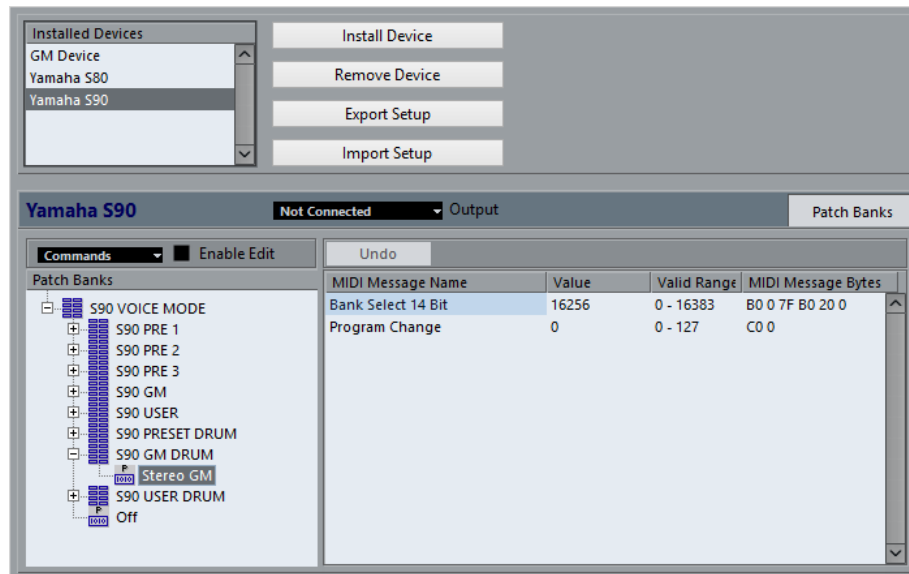 Installed Devices
GM Device
Yamaha S80
Yamaha S90
Install Device
Remove Device
Export Setup
Import Setup
Yamaha S90 Not Connected Output Patch Banks
Commands Enable Edit Undo
Patch Banks
S90 VOICE MODE
S90 PRE 1
S90 PRE 2
S90 PRE 3
S90 GM
S90 USER
S90 PRESET DRUM
S90 GM DRUM
P 1010 Stereo GM
S90 USER DRUM
P 1010 Off
MIDI Message Name Value Valid Range MIDI Message Bytes
Bank Select 14 Bit 16256 0 - 16383 B0 0 7F B0 20 0
Program Change 0 0 - 127 C0 0